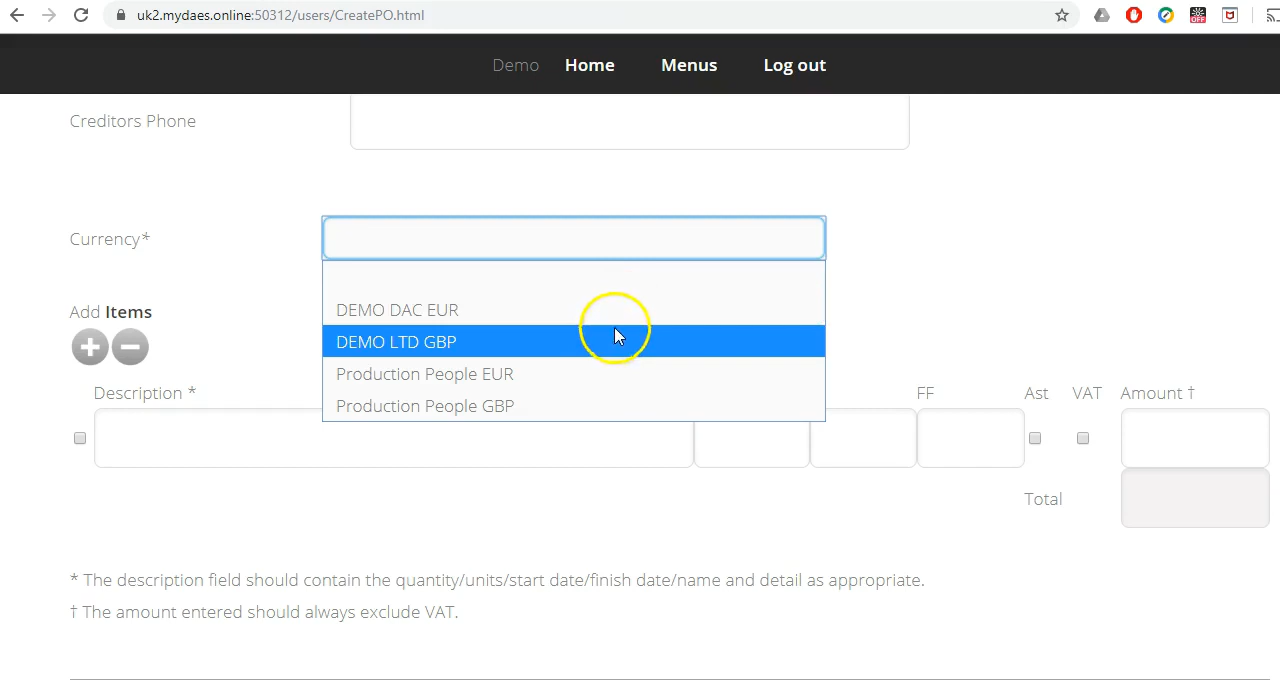 uk2.mydaes.online:50312/users/CreatePO.html
OFF
Demo Home Menus Log out
Creditors Phone
Currency*
DEMO DAC EUR
Add Items
DEMO LTD GBP
Production People EUR
Description * FF Ast VAT Amount †
Production People GBP
Total
* The description field should contain the quantity/units/start date/finish date/name and detail as appropriate.
† The amount entered should always exclude VAT.